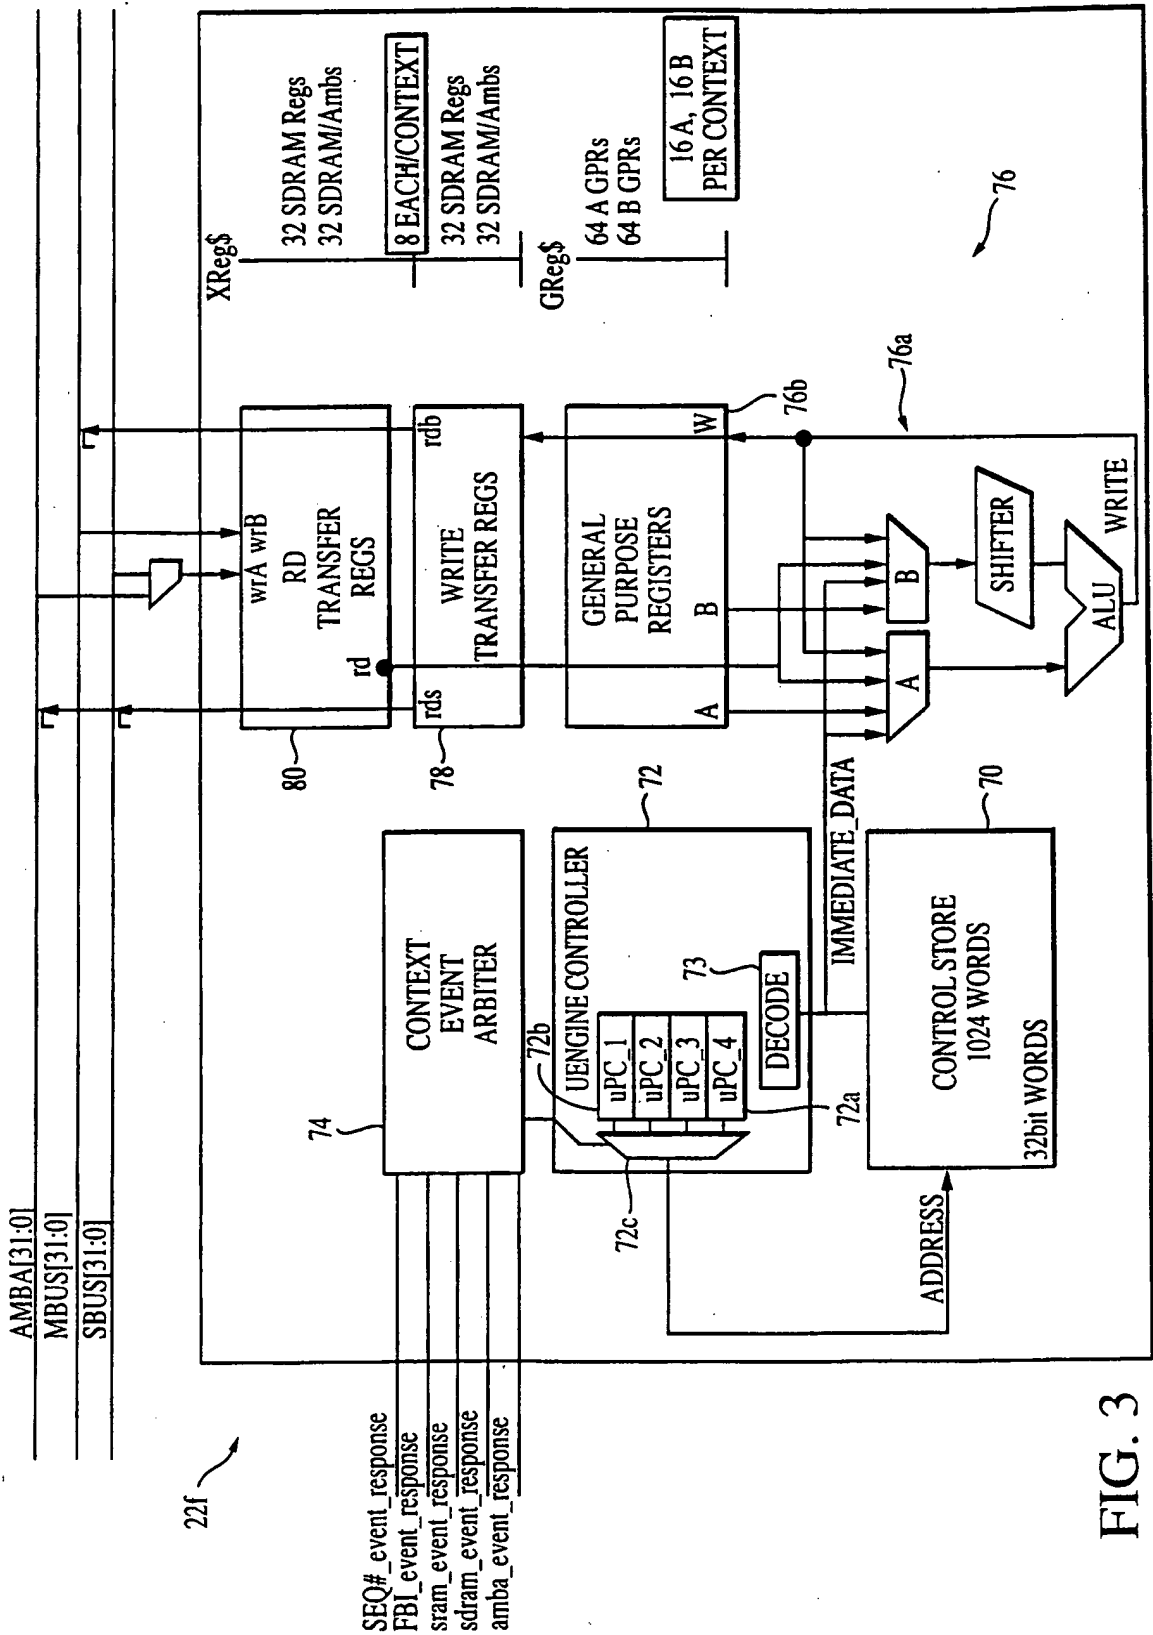 AMBA[31:0]
MBUS[31:0]
SBUS[31:0]
22f
SEQ#_event_response
FBI_event_response
sram_event_response
sdram_event_response
amba_event_response
74
CONTEXT
EVENT
ARBITER
72
UENGINE CONTROLLER
72b
uPC_1
uPC_2
uPC_3
uPC_4
72a
72c
73
DECODE
IMMEDIATE_DATA
70
CONTROL STORE
1024 WORDS
32bit WORDS
ADDRESS
80
wrA wrB
RD
TRANSFER
REGS
rd
78
rds
rdb
WRITE
TRANSFER REGS
GENERAL
PURPOSE
REGISTERS
A
B
W
76b
76a
A
B
SHIFTER
ALU
WRITE
XReg$
32 SDRAM Regs
32 SDRAM/Ambs
8 EACH/CONTEXT
32 SDRAM Regs
32 SDRAM/Ambs
GReg$
64 A GPRs
64 B GPRs
16 A, 16 B
PER CONTEXT
76
FIG. 3